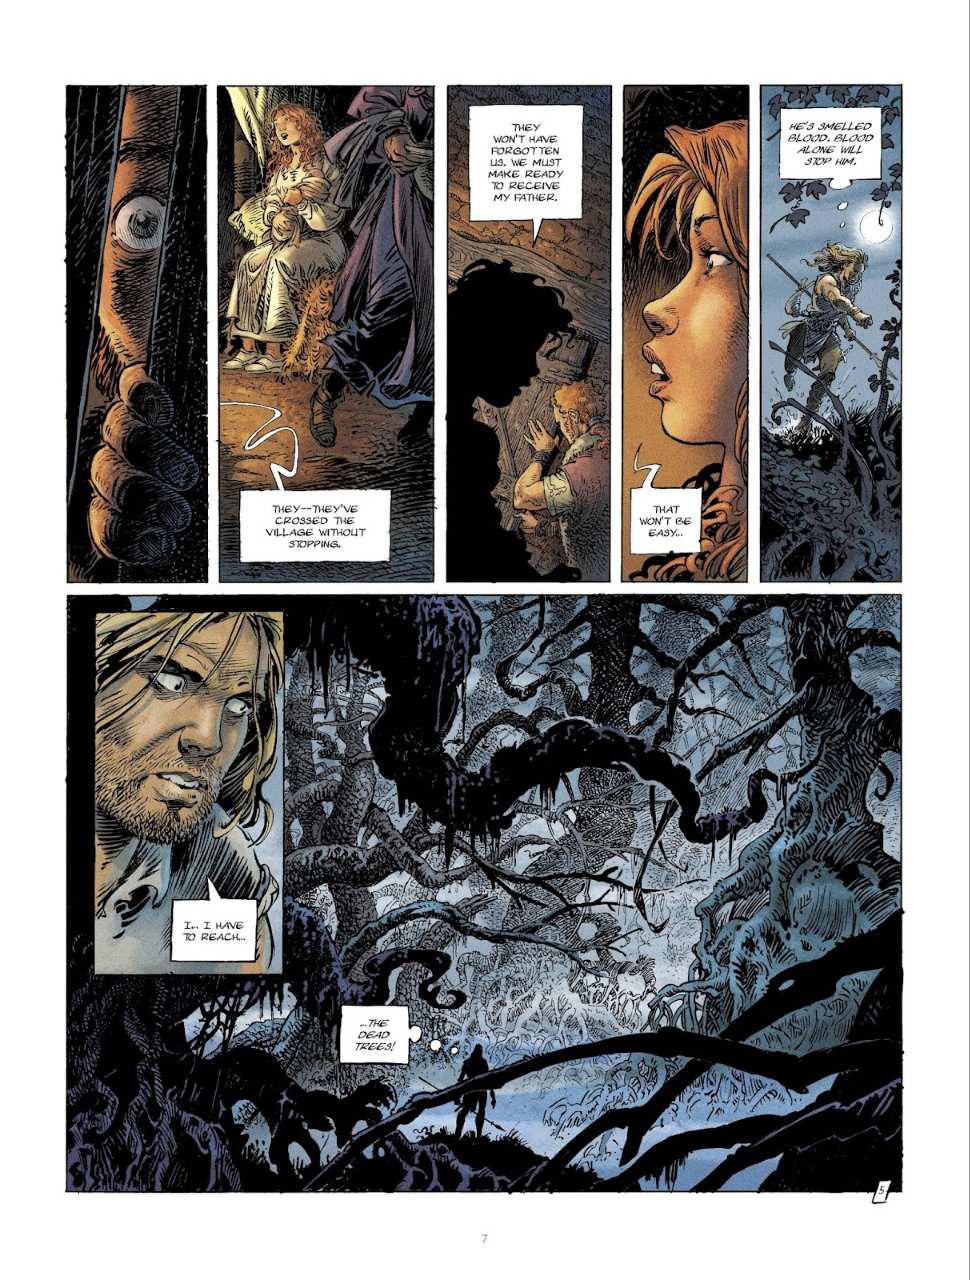 THEY--THEY'VE
CROSSED THE
VILLAGE WITHOUT
STOPPING.
THEY
WON'T HAVE
FORGOTTEN
US. WE MUST
MAKE READY
TO RECEIVE
MY FATHER.
THAT
WON'T BE
EASY...
HE'S SMELLED
BLOOD. BLOOD
ALONE WILL
STOP HIM.
I... I HAVE
TO REACH...
...THE
DEAD
TREES!
5
7